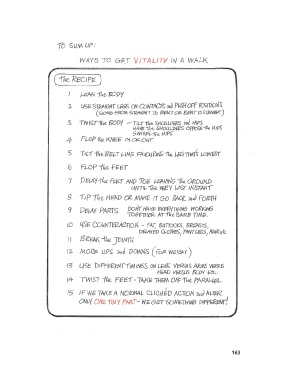 TO SUM UP:
WAYS TO GET VITALITY IN A WALK
(The RECIPE)
1 LEAN The BODY
2 USE STRAIGHT LEGS ON CONTACTS and PUSH OFF POSITIONS
(GOING FROM STRAIGHT TO BENT OR BENT TO STRAIGHT)
3 TWIST The BODY - TILT The SHOULDERS and HIPS
HAVE The SHOULDERS OPPOSE The HIPS
SWING The HIPS
4 FLOP The KNEE IN OR OUT
5 TILT The BELT LINE FAVOURING The LEG THAT'S LOWEST
6 FLOP The FEET
7 DELAY The FEET AND TOE LEAVING The GROUND
UNTIL The VERY LAST INSTANT
8 TIP The HEAD OR MAKE IT GO BACK and FORTH
9 DELAY PARTS DON'T HAVE EVERYTHING WORKING
TOGETHER AT The SAME TIME.
10 USE COUNTERACTION - FAT, BUTTOCKS, BREASTS,
DELAYED CLOTHES, PANT LEGS, HAIR etc
11 BREAK The JOINTS
12 MORE UPS and DOWNS (FOR WEIGHT)
13 USE DIFFERENT TIMINGS ON LEGS VERSUS ARMS VERSUS
HEAD VERSUS BODY ETC.
14 TWIST The FEET - TAKE THEM OFF The PARALLEL
15 IF WE TAKE A NORMAL CLICHÉD ACTION and ALTER
ONLY ONE TINY PART - WE GET SOMETHING DIFFERENT!
163